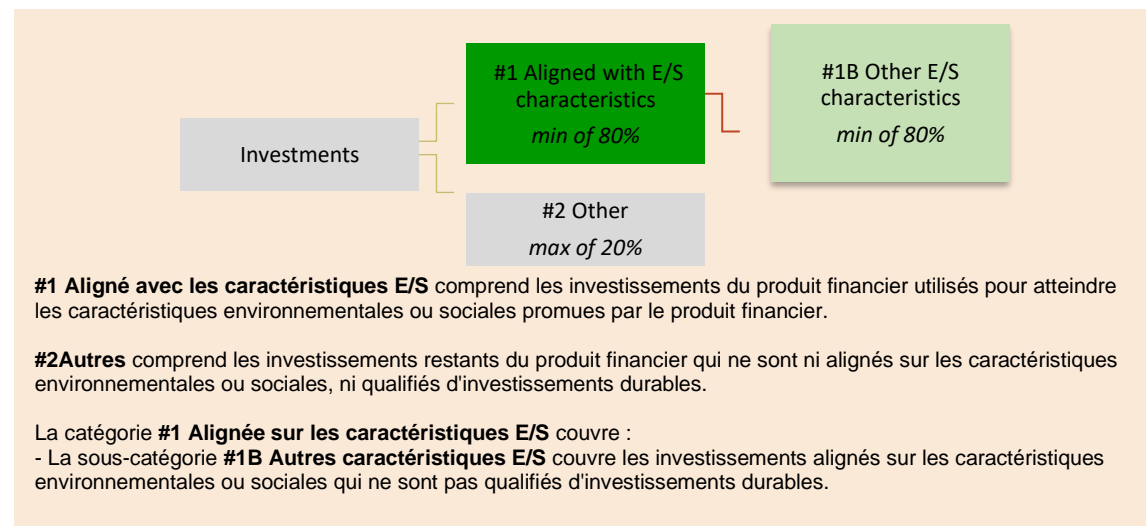 #1 Aligned with E/S
characteristics
min of 80%
#1B Other E/S
characteristics
min of 80%
Investments
#2 Other
max of 20%
#1 Aligné avec les caractéristiques E/S comprend les investissements du produit financier utilisés pour atteindre
les caractéristiques environnementales ou sociales promues par le produit financier.
#2Autres comprend les investissements restants du produit financier qui ne sont ni alignés sur les caractéristiques
environnementales ou sociales, ni qualifiés d'investissements durables.
La catégorie #1 Alignée sur les caractéristiques E/S couvre :
- La sous-catégorie #1B Autres caractéristiques E/S couvre les investissements alignés sur les caractéristiques
environnementales ou sociales qui ne sont pas qualifiés d'investissements durables.